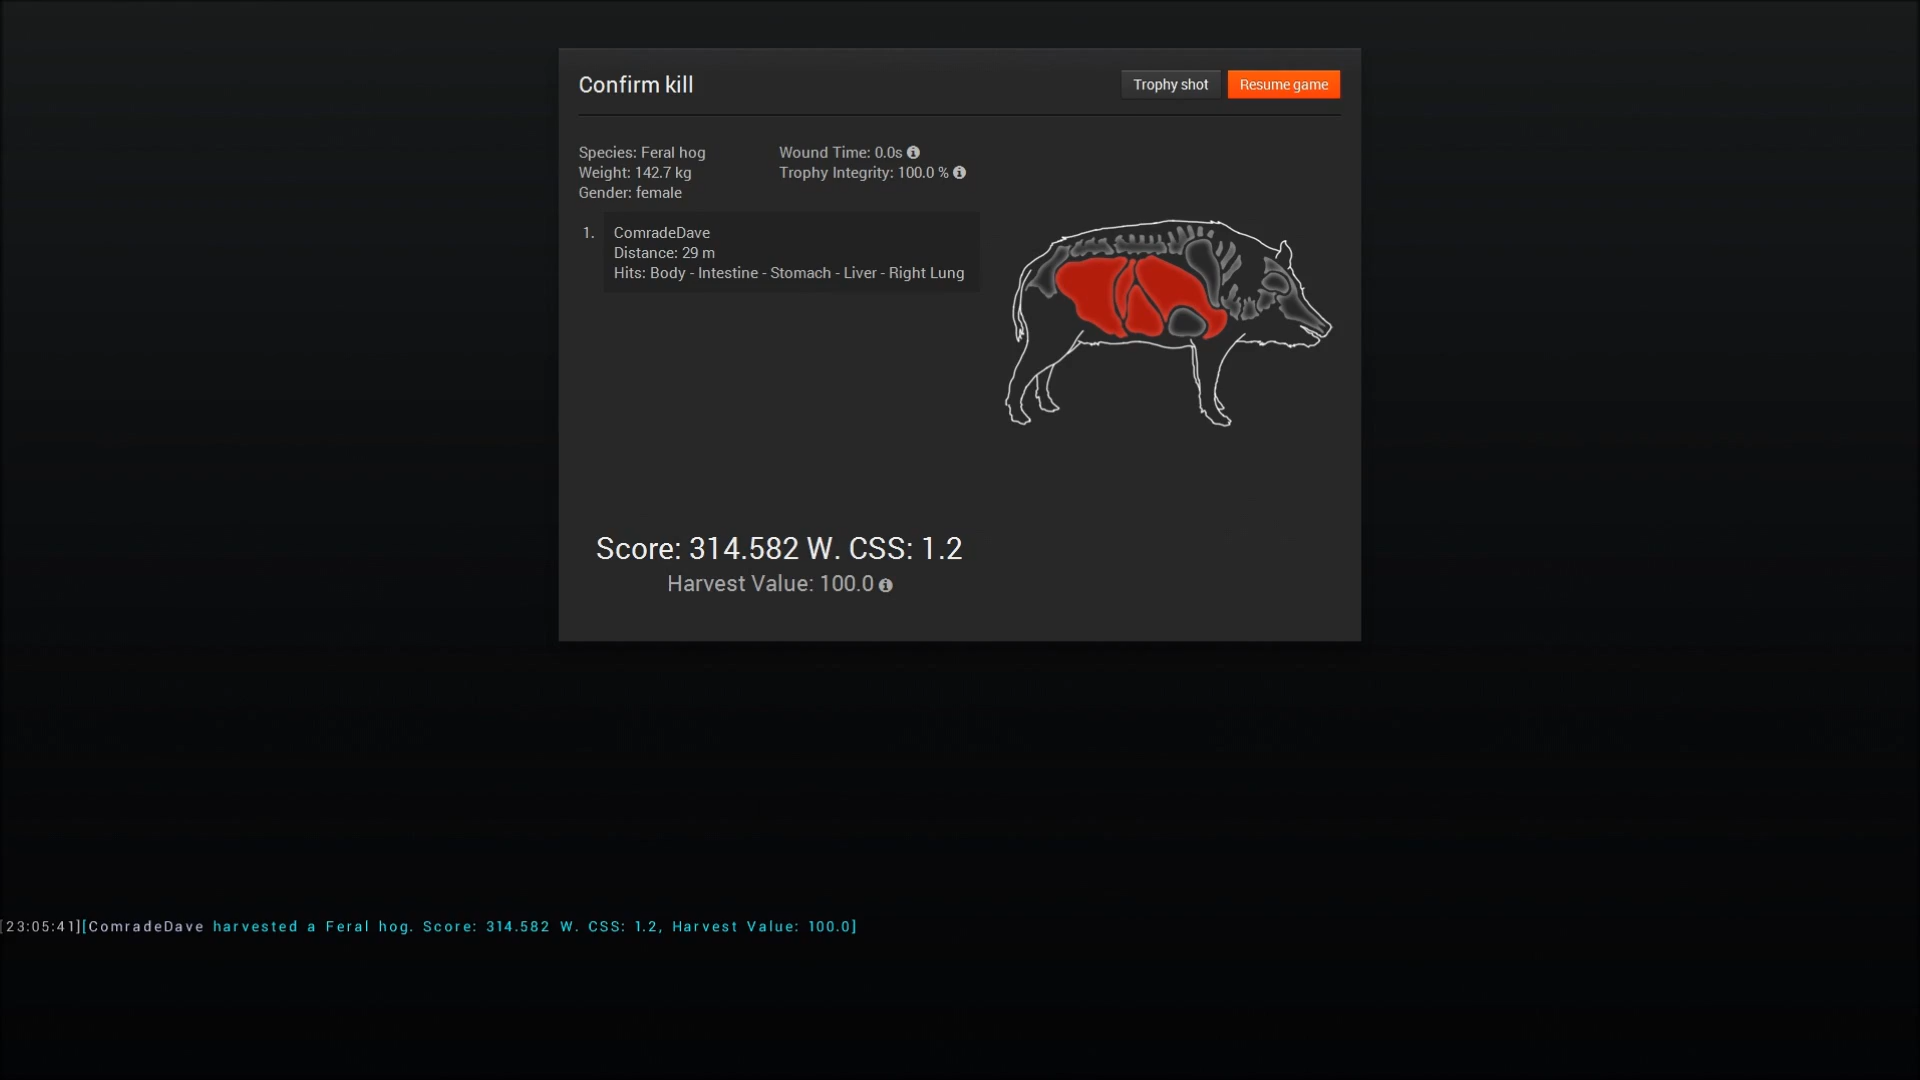 Confirm kill
Trophy shot
Resume game
Species: Feral hog
Weight: 142.7 kg
Gender: female
Wound Time: 0.0s
Trophy Integrity: 100.0 %
1.
ComradeDave
Distance: 29 m
Hits: Body - Intestine - Stomach - Liver - Right Lung
Score: 314.582 W. CSS: 1.2
Harvest Value: 100.0
[23:05:41][ComradeDave harvested a Feral hog. Score: 314.582 W. CSS: 1.2, Harvest Value: 100.0]